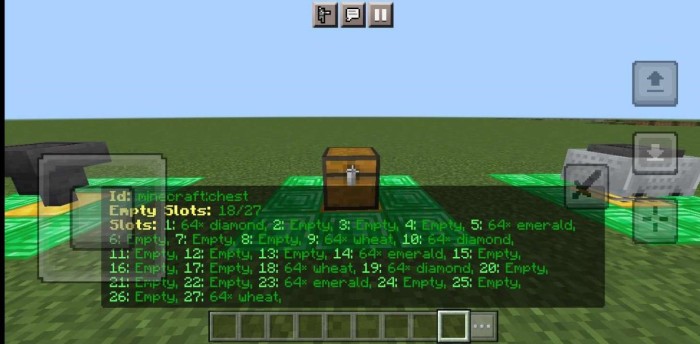 Id: minecraft:chest
Empty Slots: 18/27
Slots: 1: 64× diamond, 2: Empty, 3: Empty, 4: Empty, 5: 64× emerald,
6: Empty, 7: Empty, 8: Empty, 9: 64× wheat, 10: 64× diamond,
11: Empty, 12: Empty, 13: Empty, 14: 64× emerald, 15: Empty,
16: Empty, 17: Empty, 18: 64× wheat, 19: 64× diamond, 20: Empty,
21: Empty, 22: Empty, 23: 64× emerald, 24: Empty, 25: Empty,
26: Empty, 27: 64× wheat,